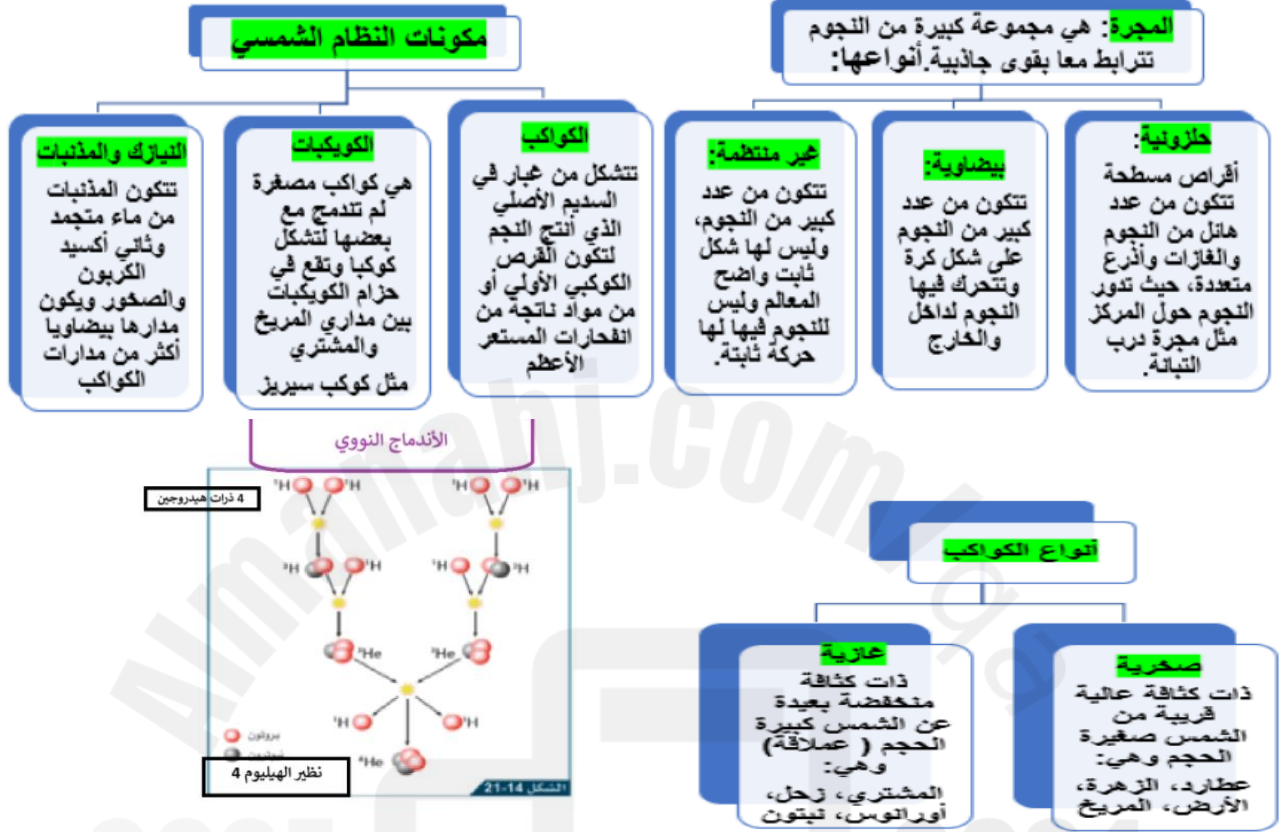 المجرة: هي مجموعة كبيرة من النجوم
تترابط معا بقوى جاذبية.أنواعها:
حلزونية:
أقراص مسطحة
تتكون من عدد
هائل من النجوم
والغازات وأذرع
متعددة، حيث تدور
النجوم حول المركز
مثل مجرة درب
التبانة.
بيضاوية:
تتكون من عدد
كبير من النجوم
على شكل كرة
وتتحرك فيها
النجوم لداخل
والخارج
غير منتظمة:
تتكون من عدد
كبير من النجوم،
وليس لها شكل
ثابت واضح
المعالم وليس
للنجوم فيها لها
حركة ثابتة.
مكونات النظام الشمسي
الكواكب
تتشكل من غبار في
السديم الأصلي
الذي أنتج النجم
لتكون القرص
الكوكبي الأولي أو
من مواد ناتجة من
انفجارات المستعر
الأعظم
الكويكبات
هي كواكب مصغرة
لم تندمج مع
بعضها لتشكل
كوكبا وتقع في
حزام الكويكبات
بين مداري المريخ
والمشتري
مثل كوكب سيريز
النيازك والمذنبات
تتكون المذنبات
من ماء متجمد
وثاني أكسيد
الكربون
والصخور ويكون
مدارها بيضاويا
أكثر من مدارات
الكواكب
الأندماج النووي
4 ذرات هيدروجين
¹H ¹H ¹H ¹H
²H ¹H ¹H ²H
³He ³He
¹H ¹H
بروتون
⁴He
نظير الهيليوم 4
الشكل 14-21
أنواع الكواكب
صخرية
ذات كثافة عالية
قريبة من
الشمس صغيرة
الحجم وهي:
عطارد، الزهرة،
الأرض، المريخ
غازية
ذات كثافة
منخفضة بعيدة
عن الشمس كبيرة
الحجم ( عملاقة)
وهي:
المشتري، زحل،
أورانوس، نبتون
Almanahj.com/qa